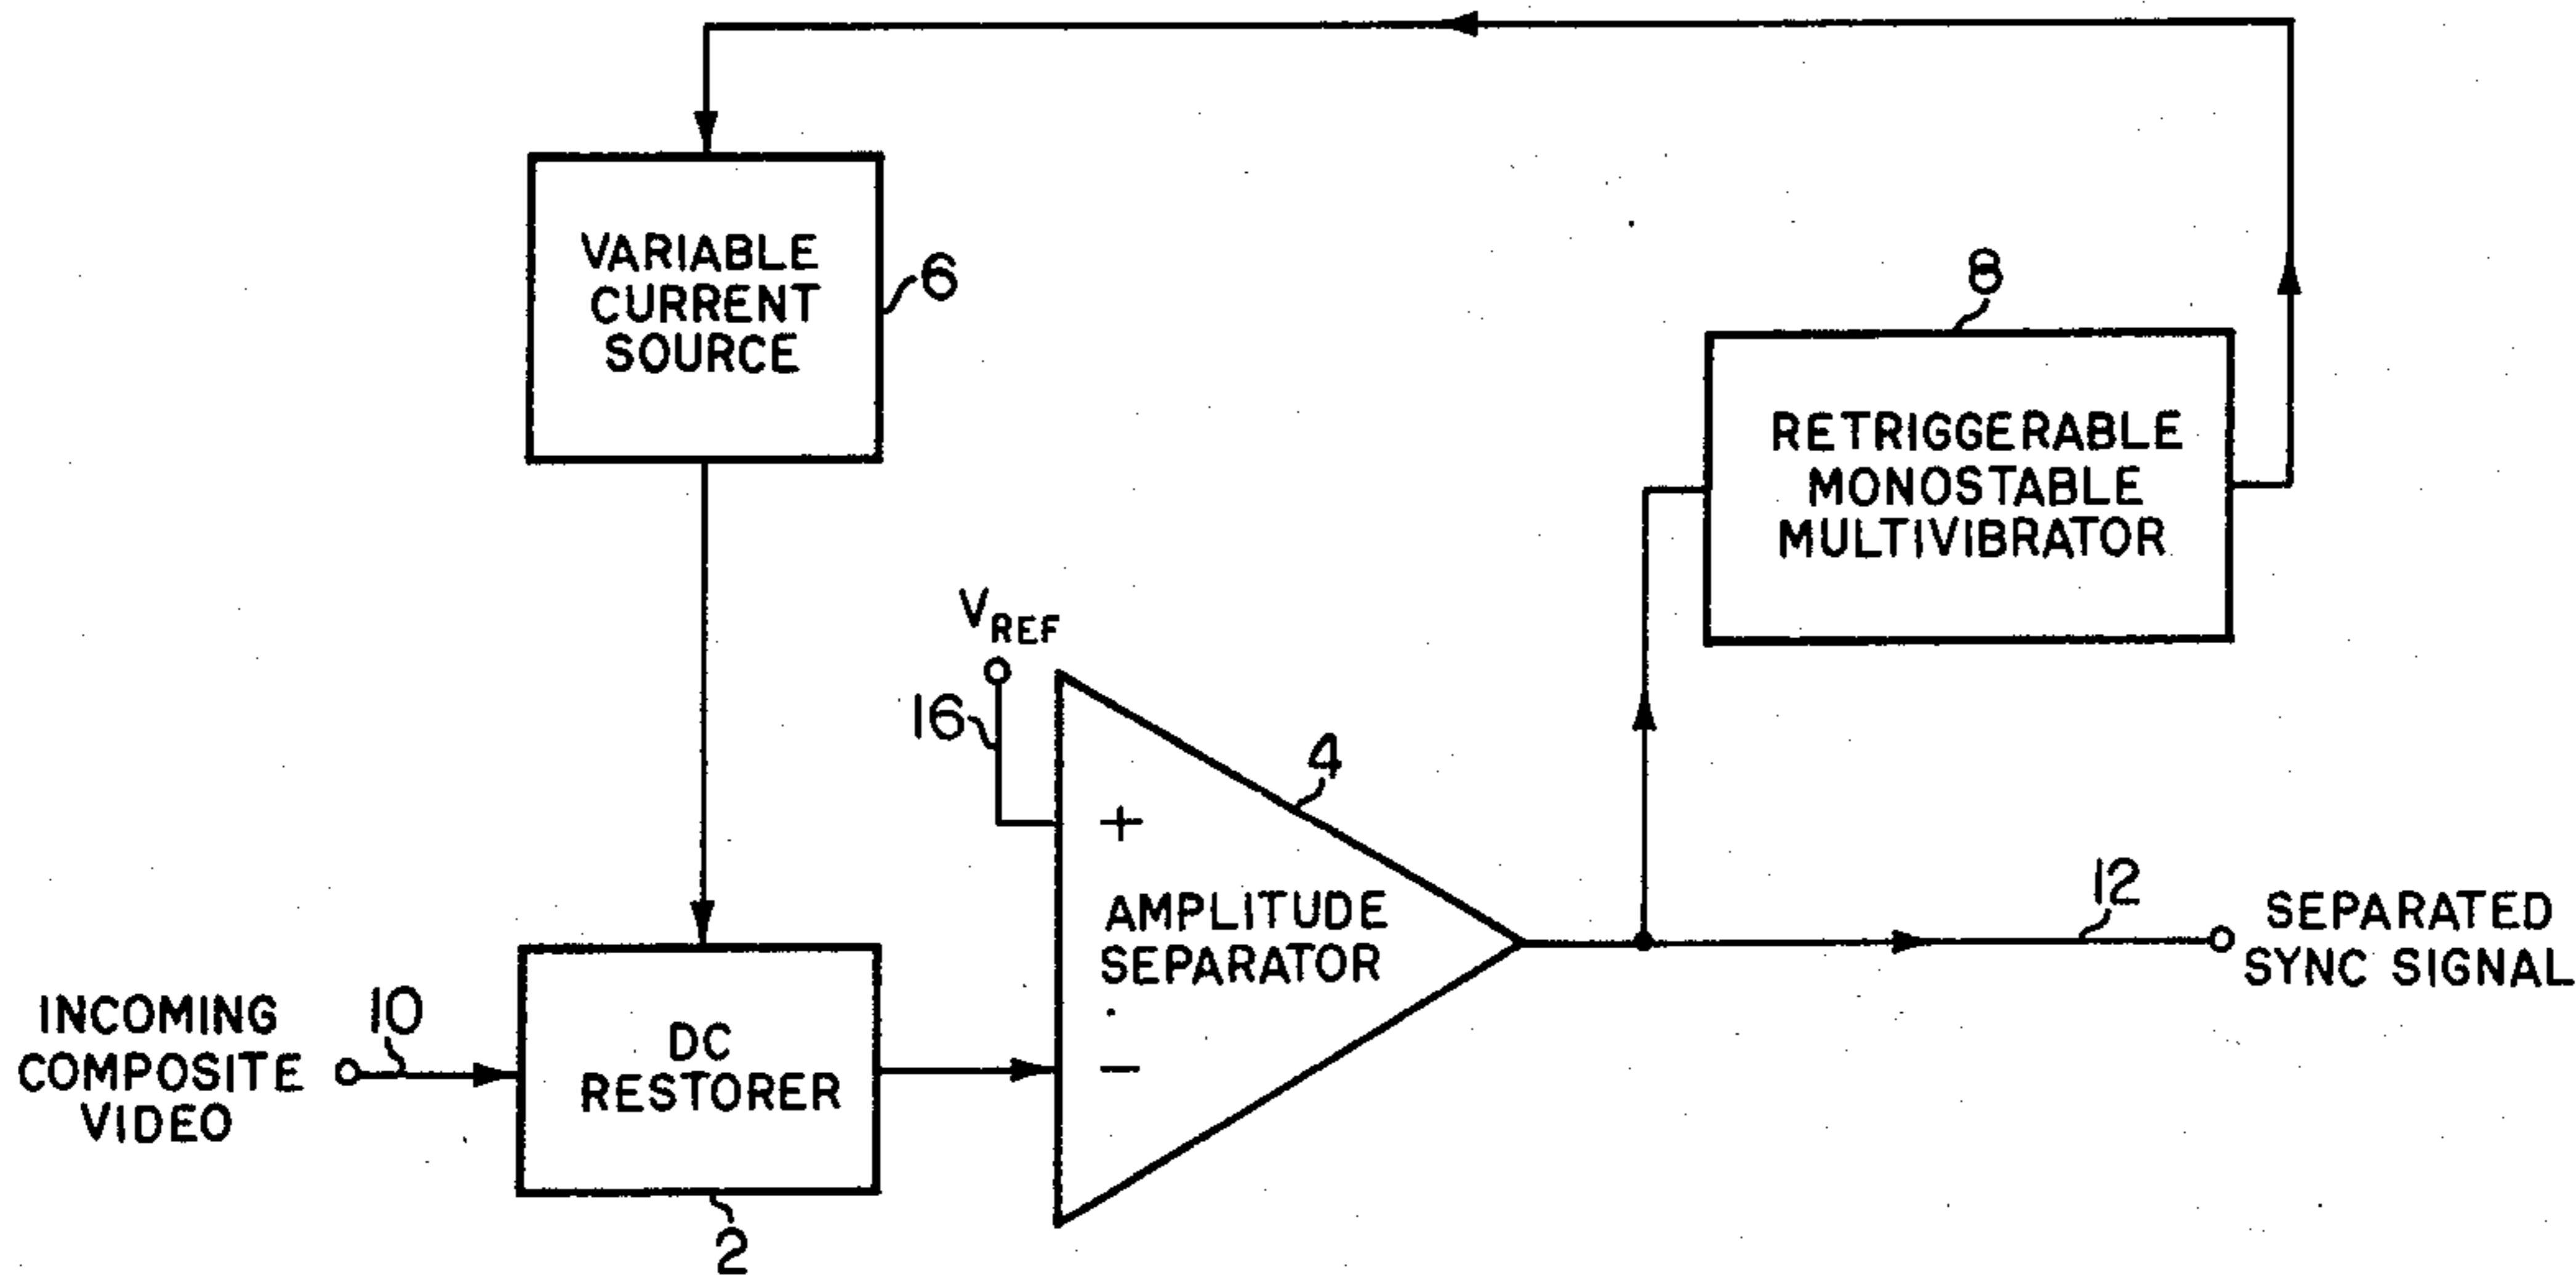 VARIABLE
CURRENT
SOURCE
6
8
RETRIGGERABLE
MONOSTABLE
MULTIVIBRATOR
VREF
16
4
+
AMPLITUDE
SEPARATOR
−
12
SEPARATED
SYNC SIGNAL
INCOMING
COMPOSITE
VIDEO
10
DC
RESTORER
2